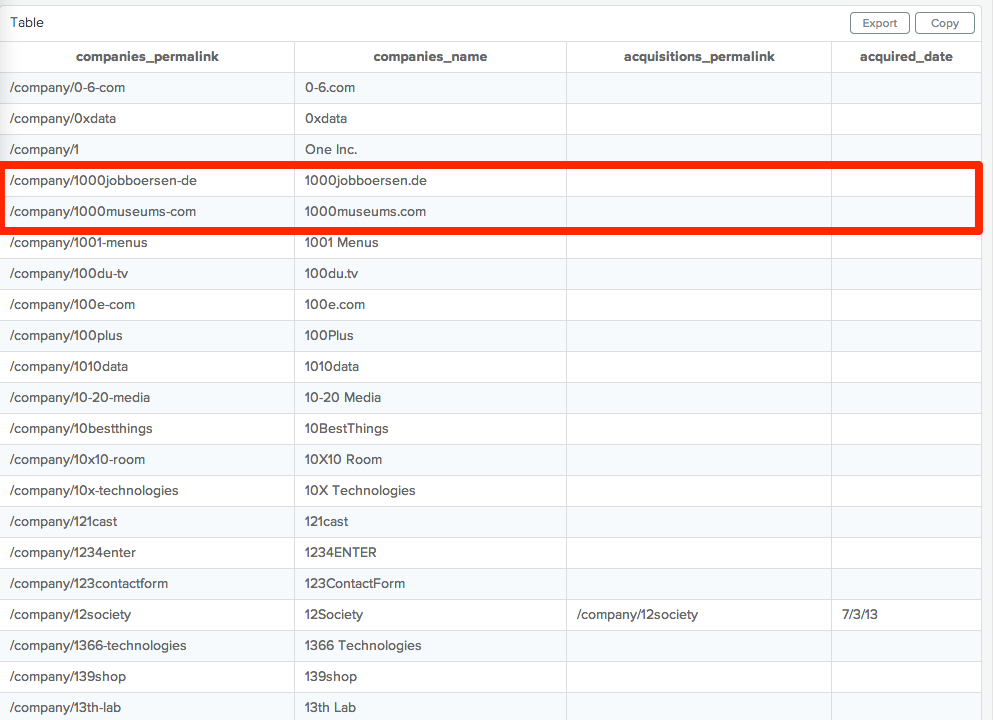 Table Export Copy
companies_permalink companies_name acquisitions_permalink acquired_date
/company/0-6-com 0-6.com
/company/0xdata 0xdata
/company/1 One Inc.
/company/1000jobboersen-de 1000jobboersen.de
/company/1000museums-com 1000museums.com
/company/1001-menus 1001 Menus
/company/100du-tv 100du.tv
/company/100e-com 100e.com
/company/100plus 100Plus
/company/1010data 1010data
/company/10-20-media 10-20 Media
/company/10bestthings 10BestThings
/company/10x10-room 10X10 Room
/company/10x-technologies 10X Technologies
/company/121cast 121cast
/company/1234enter 1234ENTER
/company/123contactform 123ContactForm
/company/12society 12Society /company/12society 7/3/13
/company/1366-technologies 1366 Technologies
/company/139shop 139shop
/company/13th-lab 13th Lab